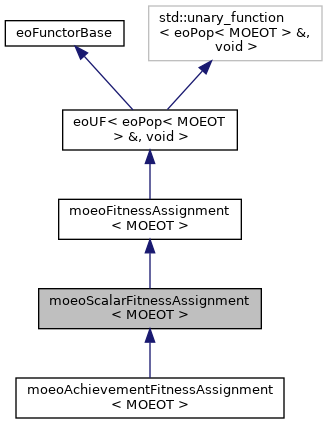 eoFunctorBase
std::unary_function
< eoPop< MOEOT > &,
void >
eoUF< eoPop< MOEOT
> &, void >
moeoFitnessAssignment
< MOEOT >
moeoScalarFitnessAssignment
< MOEOT >
moeoAchievementFitnessAssignment
< MOEOT >